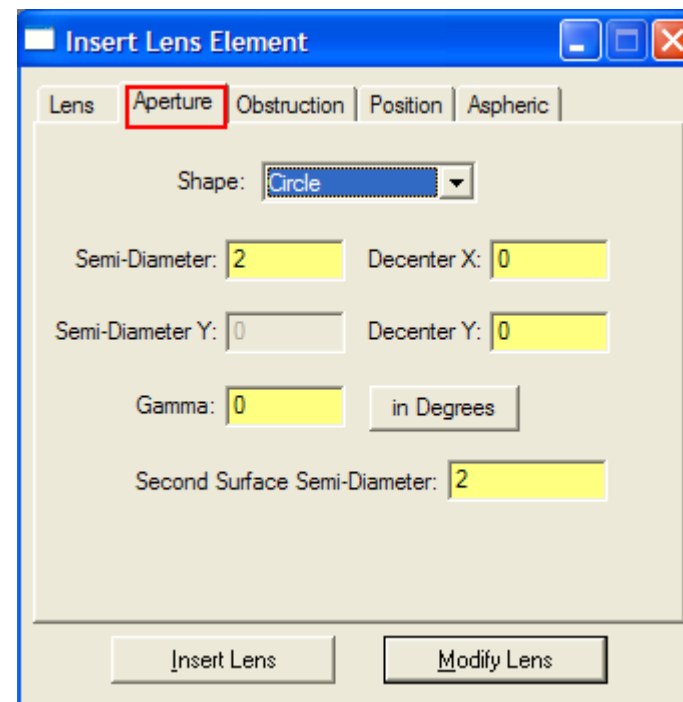 Insert Lens Element
Lens Aperture Obstruction Position Aspheric
Shape: Circle
Semi-Diameter: 2 Decenter X: 0
Semi-Diameter Y: 0 Decenter Y: 0
Gamma: 0 in Degrees
Second Surface Semi-Diameter: 2
Insert Lens Modify Lens